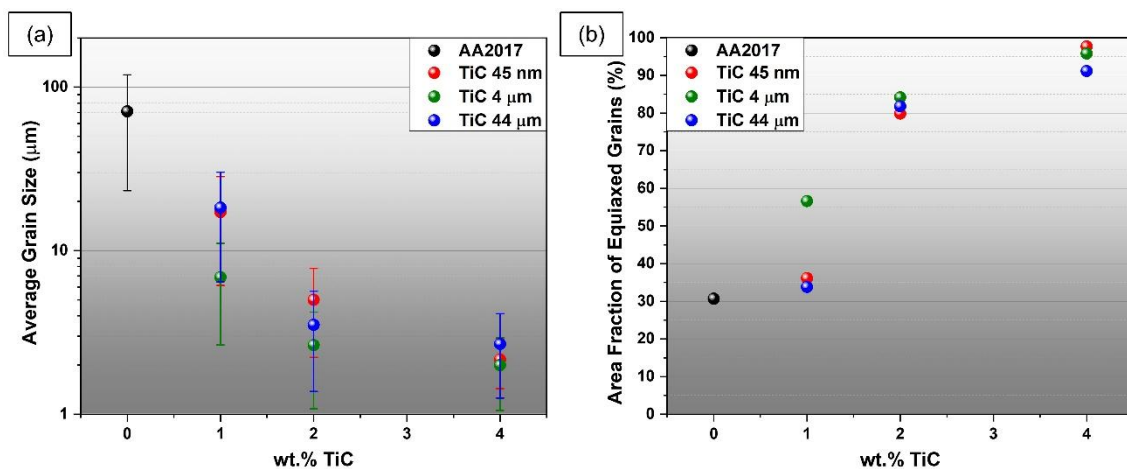 (a)
AA2017
TiC 45 nm
TiC 4 μm
TiC 44 μm
100
10
1
Average Grain Size (μm)
0
1
2
3
4
wt.% TiC
(b)
AA2017
TiC 45 nm
TiC 4 μm
TiC 44 μm
100
90
80
70
60
50
40
30
20
10
0
Area Fraction of Equiaxed Grains (%)
0
1
2
3
4
wt.% TiC